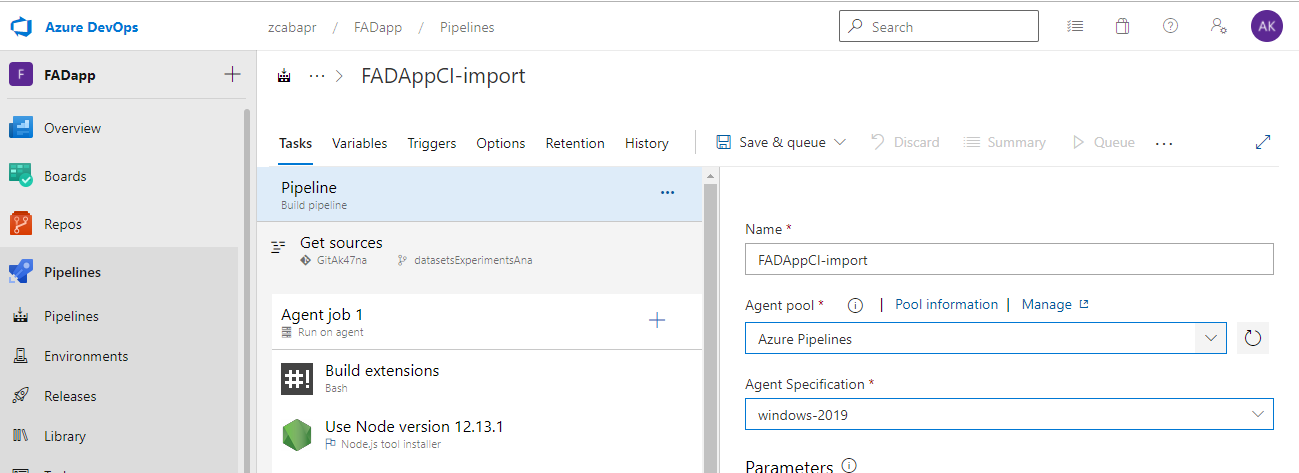 Azure DevOps
zcabapr / FADapp / Pipelines
Search
AK
F FADapp
Overview
Boards
Repos
Pipelines
Pipelines
Environments
Releases
Library
··· > FADAppCI-import
Tasks Variables Triggers Options Retention History | Save & queue Discard Summary Queue ···
Pipeline ···
Build pipeline
Get sources
GitAk47na datasetsExperimentsAna
Agent job 1
Run on agent
#! Build extensions
Bash
Use Node version 12.13.1
Node.js tool installer
Name *
FADAppCI-import
Agent pool * | Pool information | Manage
Azure Pipelines
Agent Specification *
windows-2019
Parameters